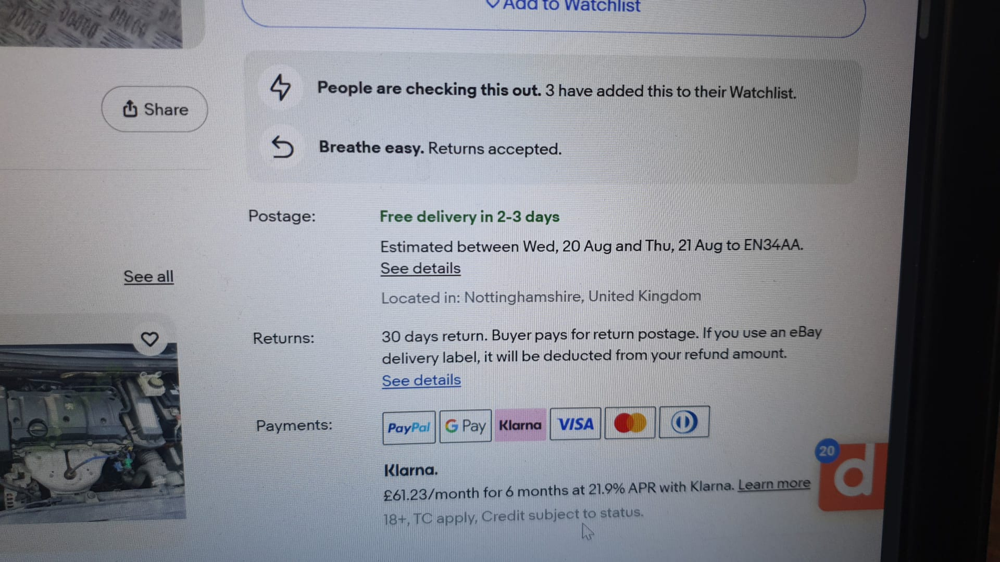 Add to Watchlist
People are checking this out. 3 have added this to their Watchlist.
Share
Breathe easy. Returns accepted.
Postage:
Free delivery in 2-3 days
Estimated between Wed, 20 Aug and Thu, 21 Aug to EN34AA.
See details
See all
Located in: Nottinghamshire, United Kingdom
Returns:
30 days return. Buyer pays for return postage. If you use an eBay
delivery label, it will be deducted from your refund amount.
See details
Payments:
PayPal G Pay Klarna VISA
20
d
Klarna.
£61.23/month for 6 months at 21.9% APR with Klarna. Learn more
18+, TC apply, Credit subject to status.